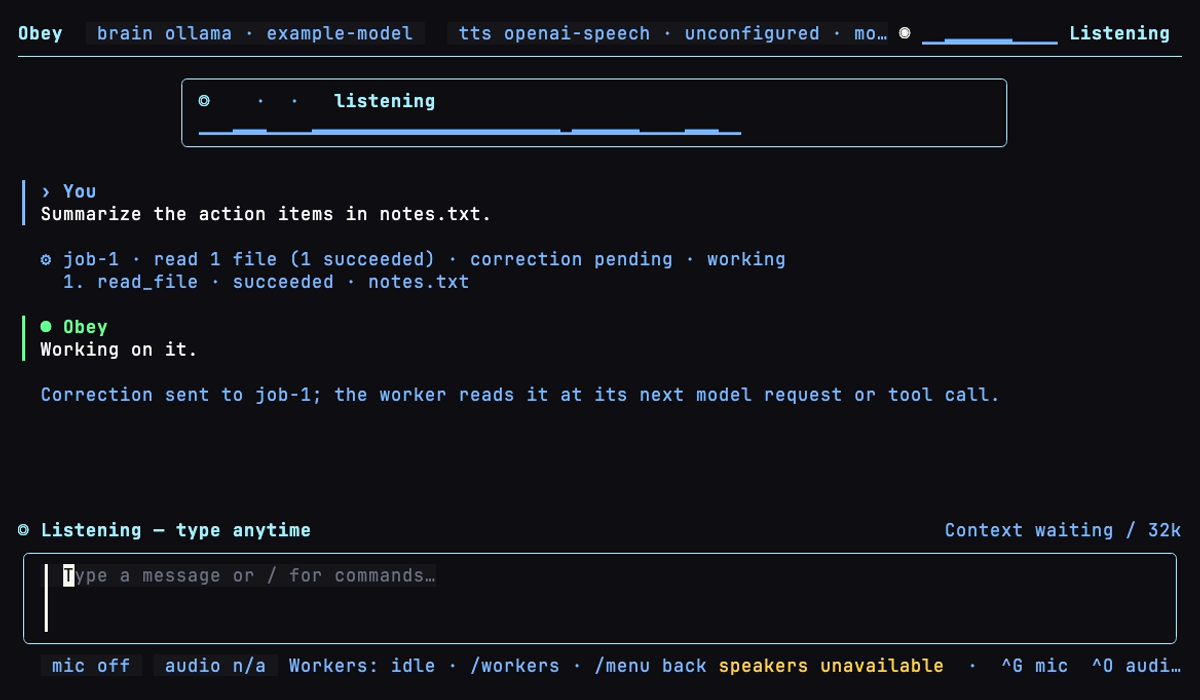 Obey  brain ollama · example-model  tts openai-speech · unconfigured · mo… ◉ Listening
◎ · · listening
› You
Summarize the action items in notes.txt.
⚙ job-1 · read 1 file (1 succeeded) · correction pending · working
1. read_file · succeeded · notes.txt
● Obey
Working on it.
Correction sent to job-1; the worker reads it at its next model request or tool call.
◎ Listening — type anytime  Context waiting / 32k
Type a message or / for commands…
mic off  audio n/a  Workers: idle · /workers · /menu back speakers unavailable · ^G mic ^O audi…